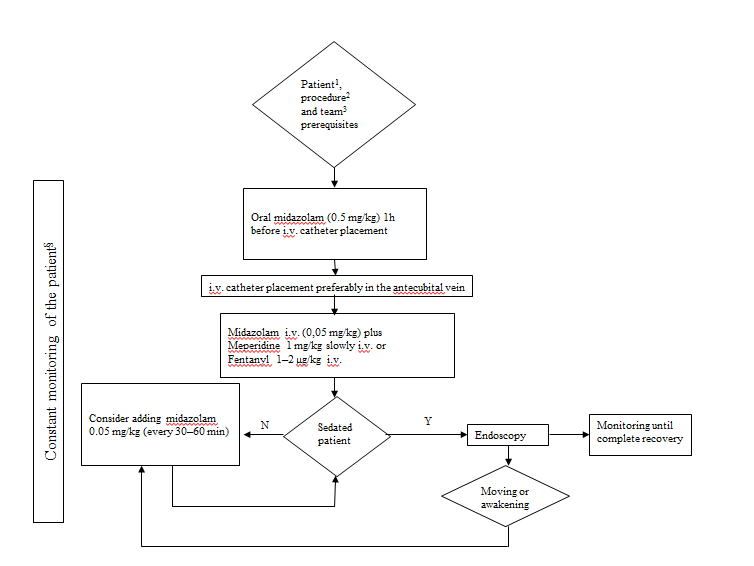 Patient¹,
procedure²
and team³
prerequisites
Oral midazolam (0.5 mg/kg) 1h
before i.v. catheter placement
i.v. catheter placement preferably in the antecubital vein
Midazolam i.v. (0,05 mg/kg) plus
Meperidine 1 mg/kg slowly i.v. or
Fentanyl 1–2 µg/kg i.v.
Constant monitoring of the patient§
Consider adding midazolam
0.05 mg/kg (every 30–60 min)
N
Sedated
patient
Y
Endoscopy
Monitoring until
complete recovery
Moving or
awakening